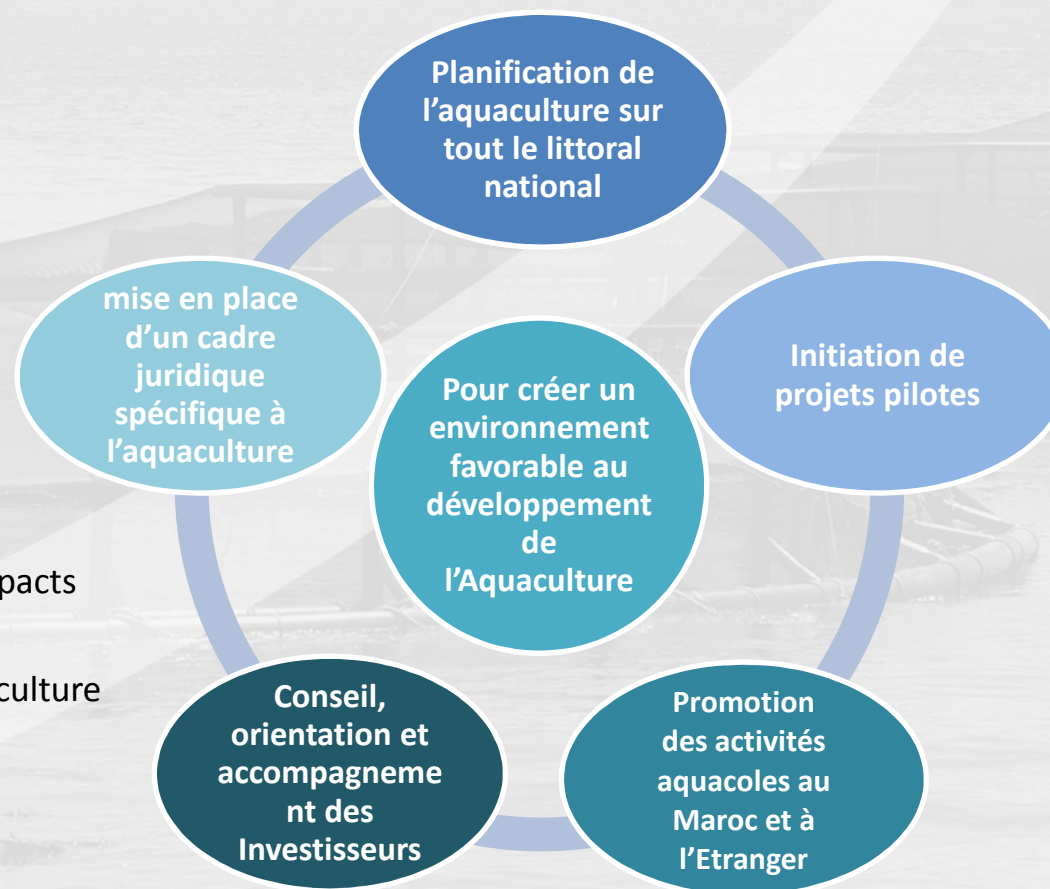 Planification de
l’aquaculture sur
tout le littoral
national
mise en place
d’un cadre
juridique
spécifique à
l’aquaculture
Pour créer un
environnement
favorable au
développement
de
l’Aquaculture
Initiation de
projets pilotes
pacts
culture
Conseil,
orientation et
accompagneme
nt des
Investisseurs
Promotion
des activités
aquacoles au
Maroc et à
l’Etranger